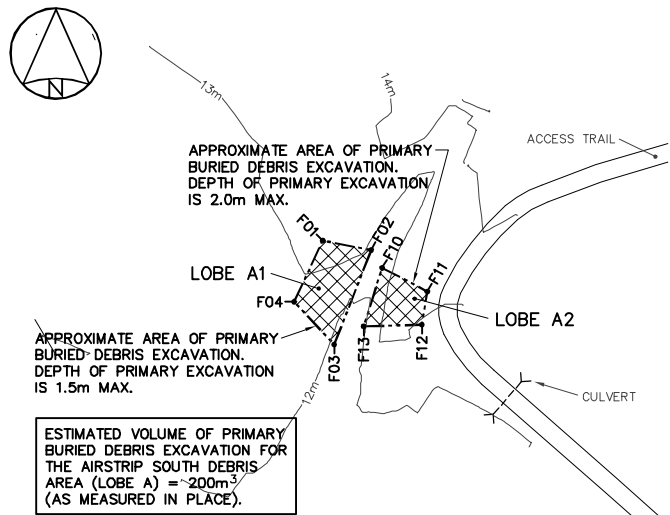 N
13m
14m
ACCESS TRAIL
APPROXIMATE AREA OF PRIMARY
BURIED DEBRIS EXCAVATION.
DEPTH OF PRIMARY EXCAVATION
IS 2.0m MAX.
F01
F02
F10
LOBE A1
F11
F04
LOBE A2
F13
F12
F03
APPROXIMATE AREA OF PRIMARY
BURIED DEBRIS EXCAVATION.
DEPTH OF PRIMARY EXCAVATION
IS 1.5m MAX.
12m
CULVERT
ESTIMATED VOLUME OF PRIMARY
BURIED DEBRIS EXCAVATION FOR
THE AIRSTRIP SOUTH DEBRIS
AREA (LOBE A) = 200m³
(AS MEASURED IN PLACE).